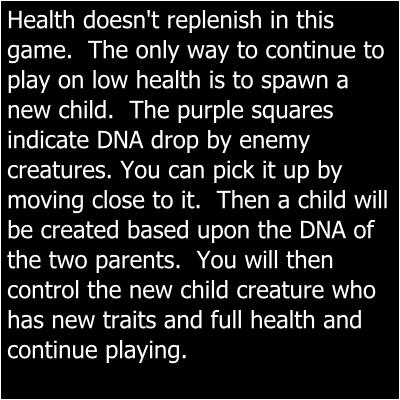 Health doesn't replenish in this
game.  The only way to continue to
play on low health is to spawn a
new child.  The purple squares
indicate DNA drop by enemy
creatures. You can pick it up by
moving close to it.  Then a child will
be created based upon the DNA of
the two parents.  You will then
control the new child creature who
has new traits and full health and
continue playing.